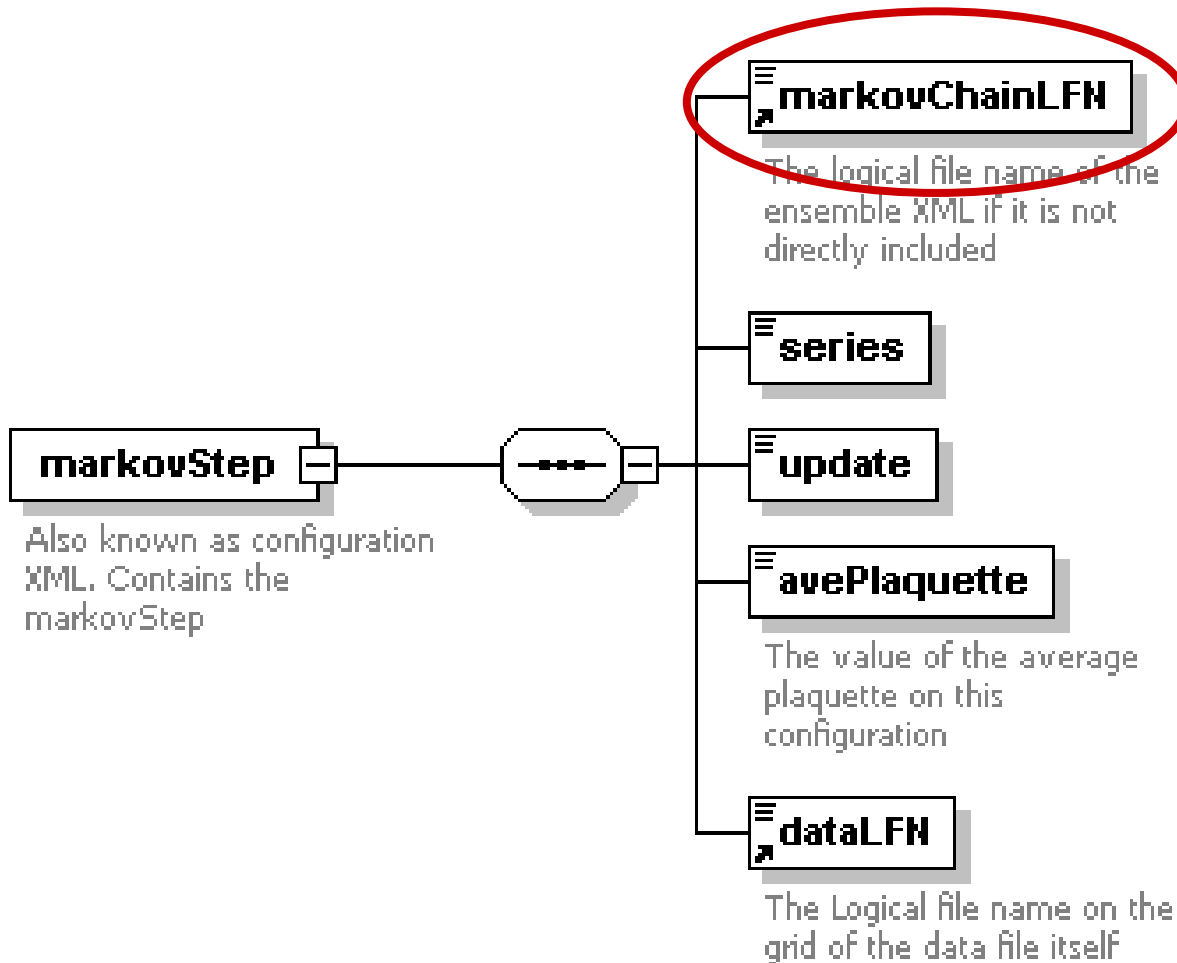 markovChainLFN
The logical file name of the
ensemble XML if it is not
directly included
series
markovStep
Also known as configuration
XML. Contains the
markovStep
update
avePlaquette
The value of the average
plaquette on this
configuration
dataLFN
The Logical file name on the
grid of the data file itself